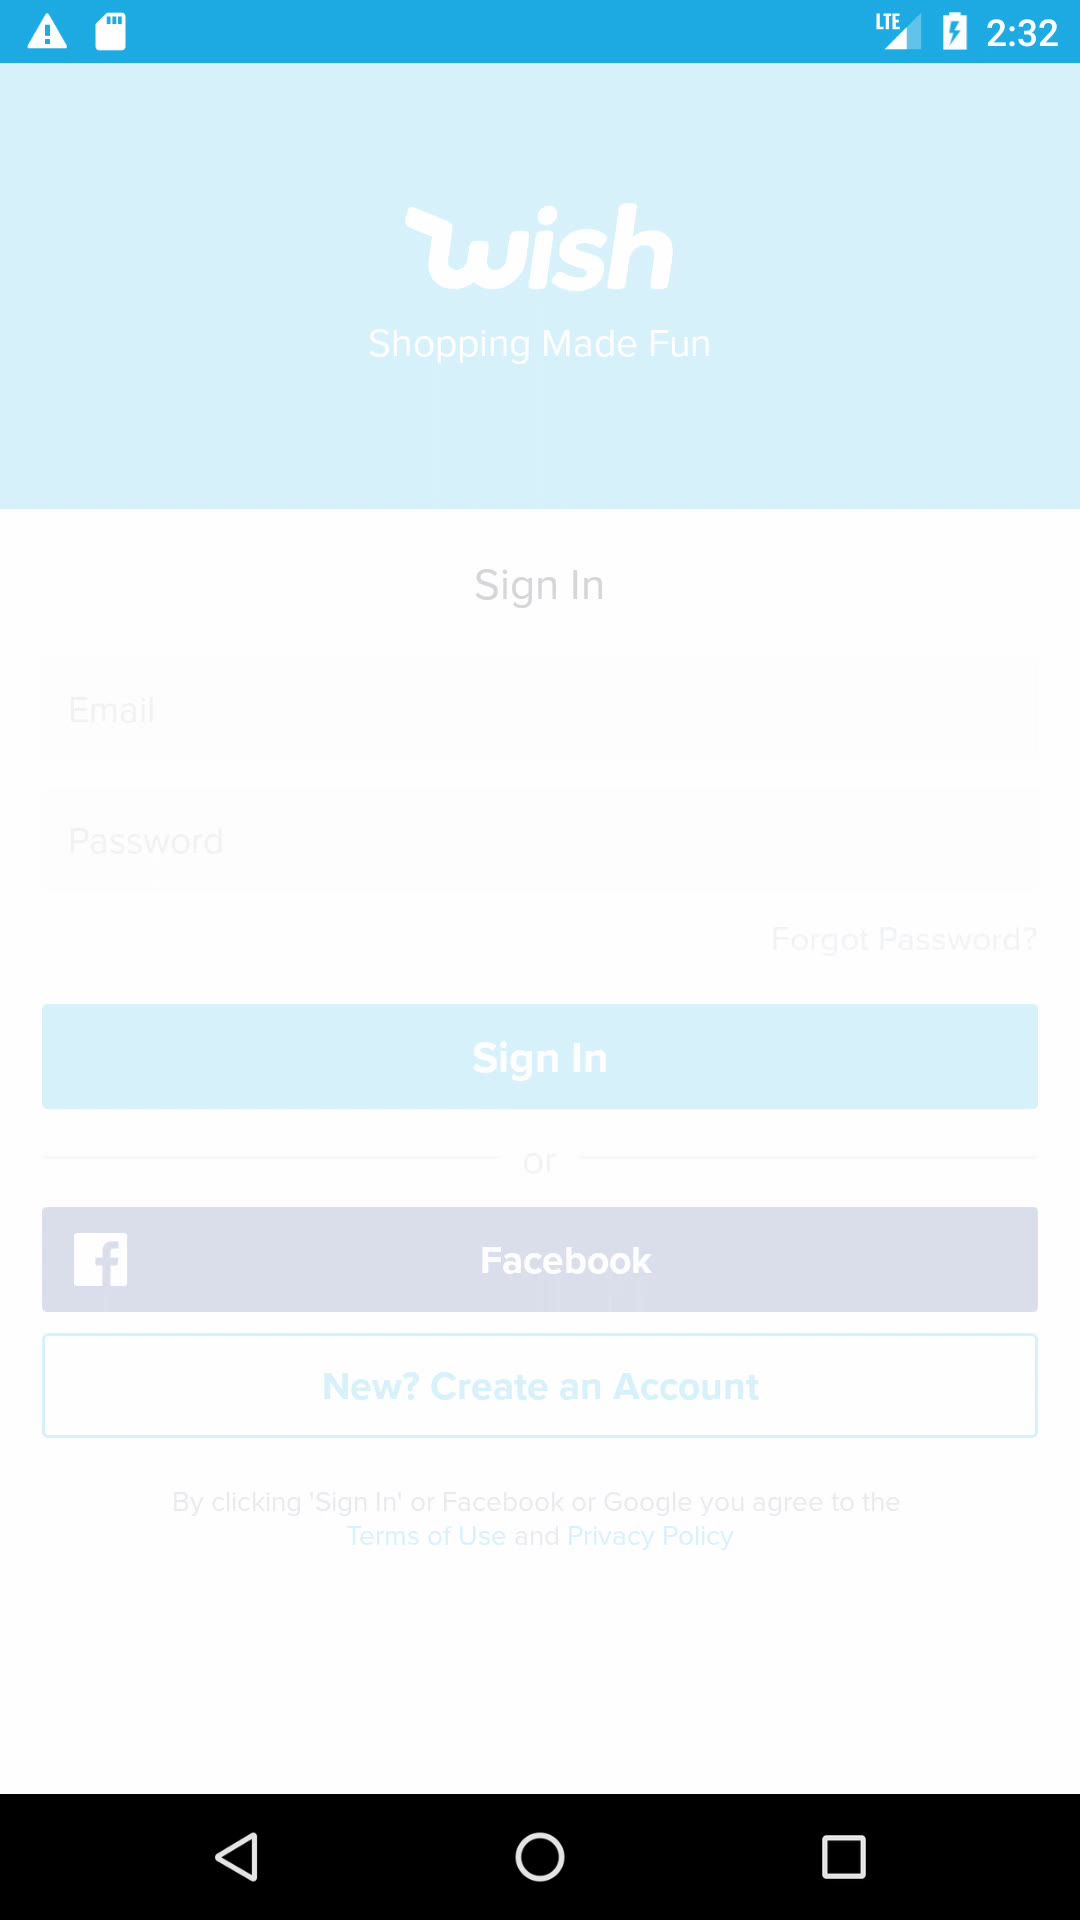 LTE 2:32
wish
Shopping Made Fun
Sign In
Email
Password
Forgot Password?
Sign In
or
Facebook
New? Create an Account
By clicking 'Sign In' or Facebook or Google you agree to the
Terms of Use and Privacy Policy